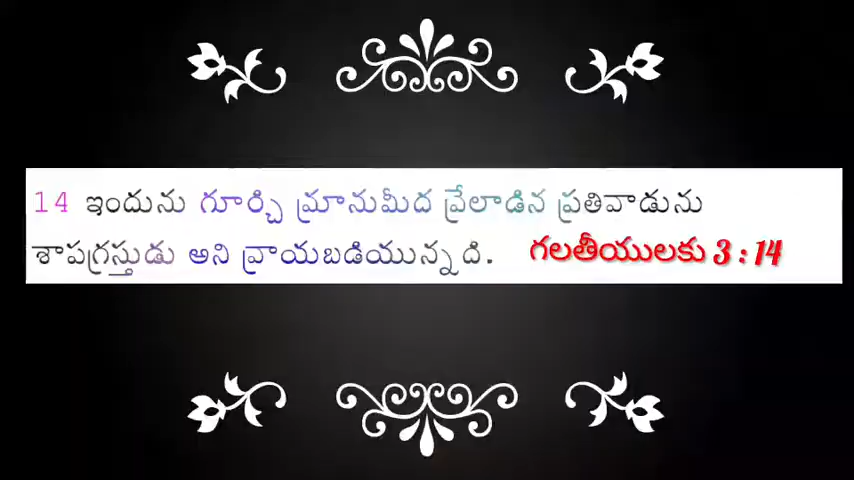 14 ఇందునుగూర్చి మ్రానుమీద వ్రేలాడిన ప్రతివాడును
శాపగ్రస్తుడు అని వ్రాయబడియున్నది. గలతీయులకు 3 : 14